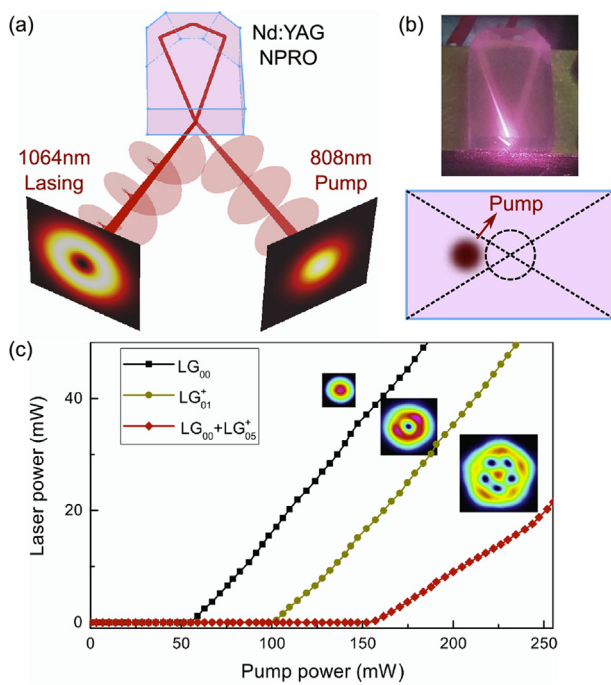 (a)
Nd:YAG
NPRO
1064nm
Lasing
808nm
Pump
(b)
Pump
(c)
LG₀₀
LG⁺₀₁
LG₀₀+LG⁺₀₅
Laser power (mW)
40
20
0
0 50 100 150 200 250
Pump power (mW)